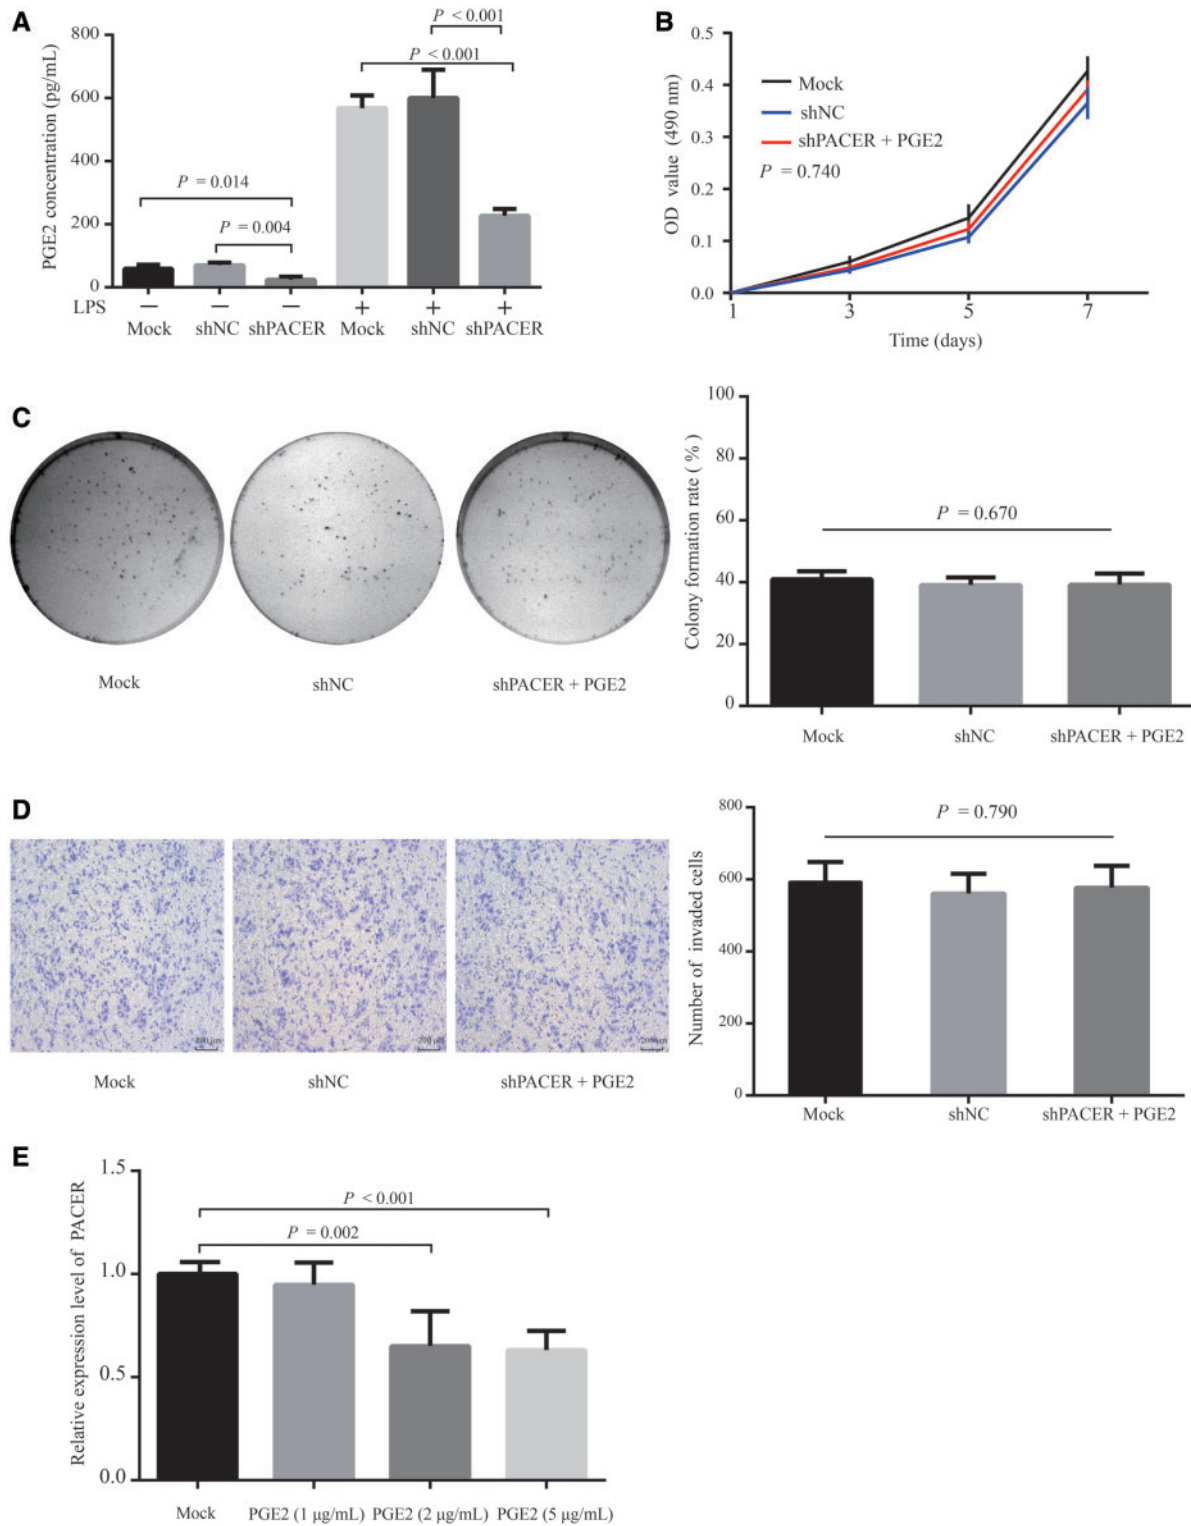 A
PGE2 concentration (pg/mL)
800
600
400
200
0
P < 0.001
P < 0.001
P = 0.014
P = 0.004
LPS − − − + + +
Mock shNC shPACER Mock shNC shPACER
B
OD value (490 nm)
0.5
0.4
0.3
0.2
0.1
0.0
Mock
shNC
shPACER + PGE2
P = 0.740
1 3 5 7
Time (days)
C
Mock shNC shPACER + PGE2
Colony formation rate (%)
100
80
60
40
20
0
P = 0.670
Mock shNC shPACER + PGE2
D
200 μm 200 μm 200 μm
Mock shNC shPACER + PGE2
Number of invaded cells
800
600
400
200
0
P = 0.790
Mock shNC shPACER + PGE2
E
Relative expression level of PACER
1.5
1.0
0.5
0.0
P < 0.001
P = 0.002
Mock PGE2 (1 μg/mL) PGE2 (2 μg/mL) PGE2 (5 μg/mL)